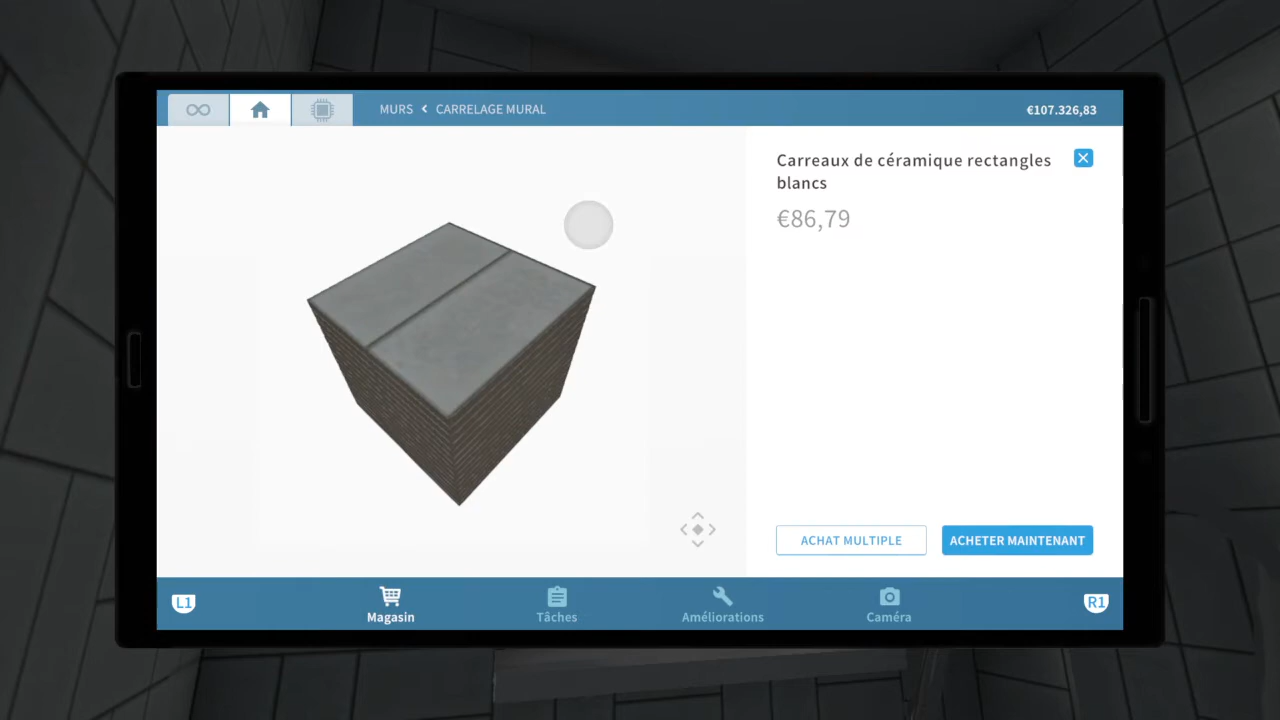 MURS
CARRELAGE MURAL
€107.326,83
Carreaux de céramique rectangles
blancs
€86,79
ACHAT MULTIPLE
ACHETER MAINTENANT
L1
Magasin
Tâches
Améliorations
Caméra
R1